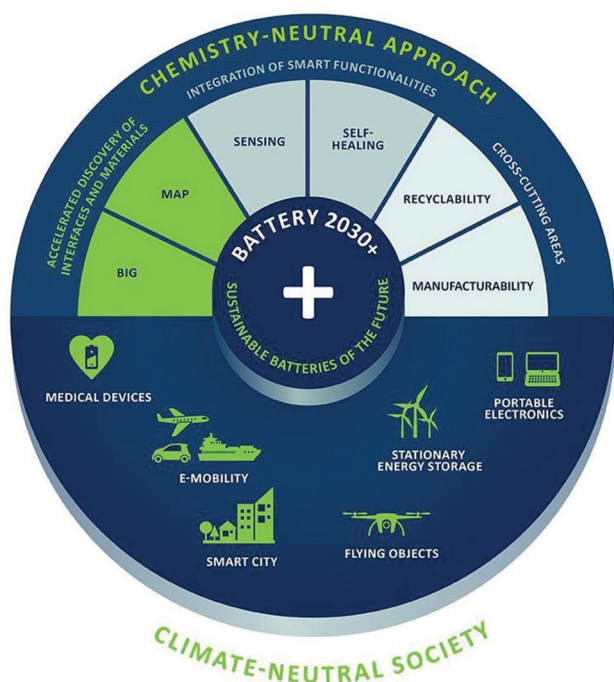 CHEMISTRY-NEUTRAL APPROACH
INTEGRATION OF SMART FUNCTIONALITIES
ACCELERATED DISCOVERY OF
INTERFACES AND MATERIALS
CROSS-CUTTING AREAS
BIG
MAP
SENSING
SELF-
HEALING
RECYCLABILITY
MANUFACTURABILITY
BATTERY 2030+
+
SUSTAINABLE BATTERIES OF THE FUTURE
MEDICAL DEVICES
E-MOBILITY
SMART CITY
FLYING OBJECTS
STATIONARY
ENERGY STORAGE
PORTABLE
ELECTRONICS
CLIMATE-NEUTRAL SOCIETY